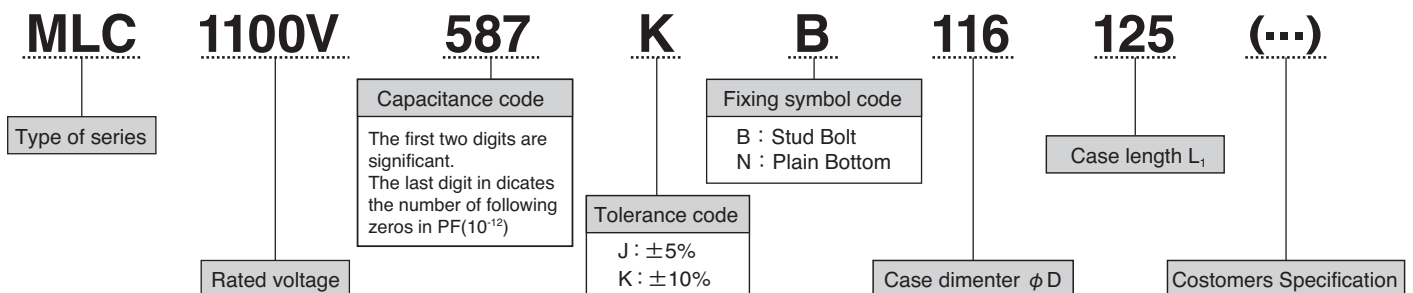 MLC 1100V 587 K B 116 125 (···)
Type of series
Rated voltage
Capacitance code
The first two digits are
significant.
The last digit in dicates
the number of following
zeros in PF(10⁻¹²)
Tolerance code
J：±5%
K：±10%
Fixing symbol code
B：Stud Bolt
N：Plain Bottom
Case dimenter φD
Case length L₁
Costomers Specification